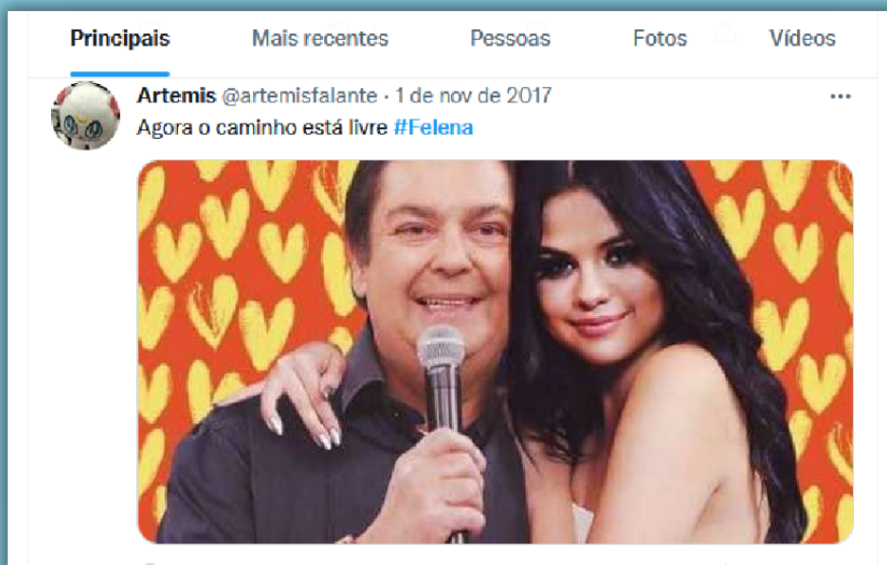 Principais Mais recentes Pessoas Fotos Vídeos
Artemis @artemisfalante · 1 de nov de 2017
Agora o caminho está livre #Felena